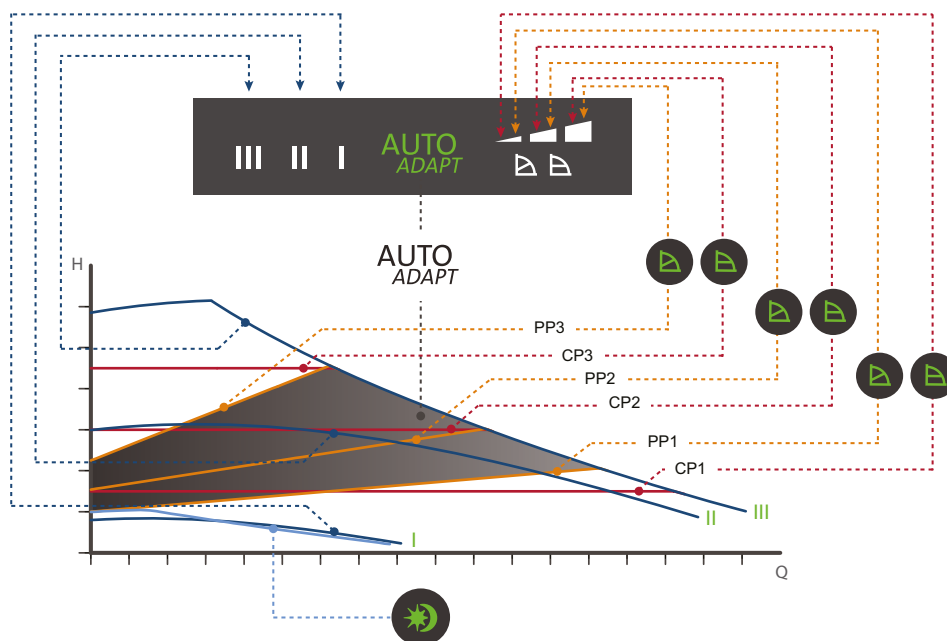 III II I AUTO
ADAPT
AUTO
ADAPT
H
PP3
CP3
PP2
CP2
PP1
CP1
III
II
I
Q